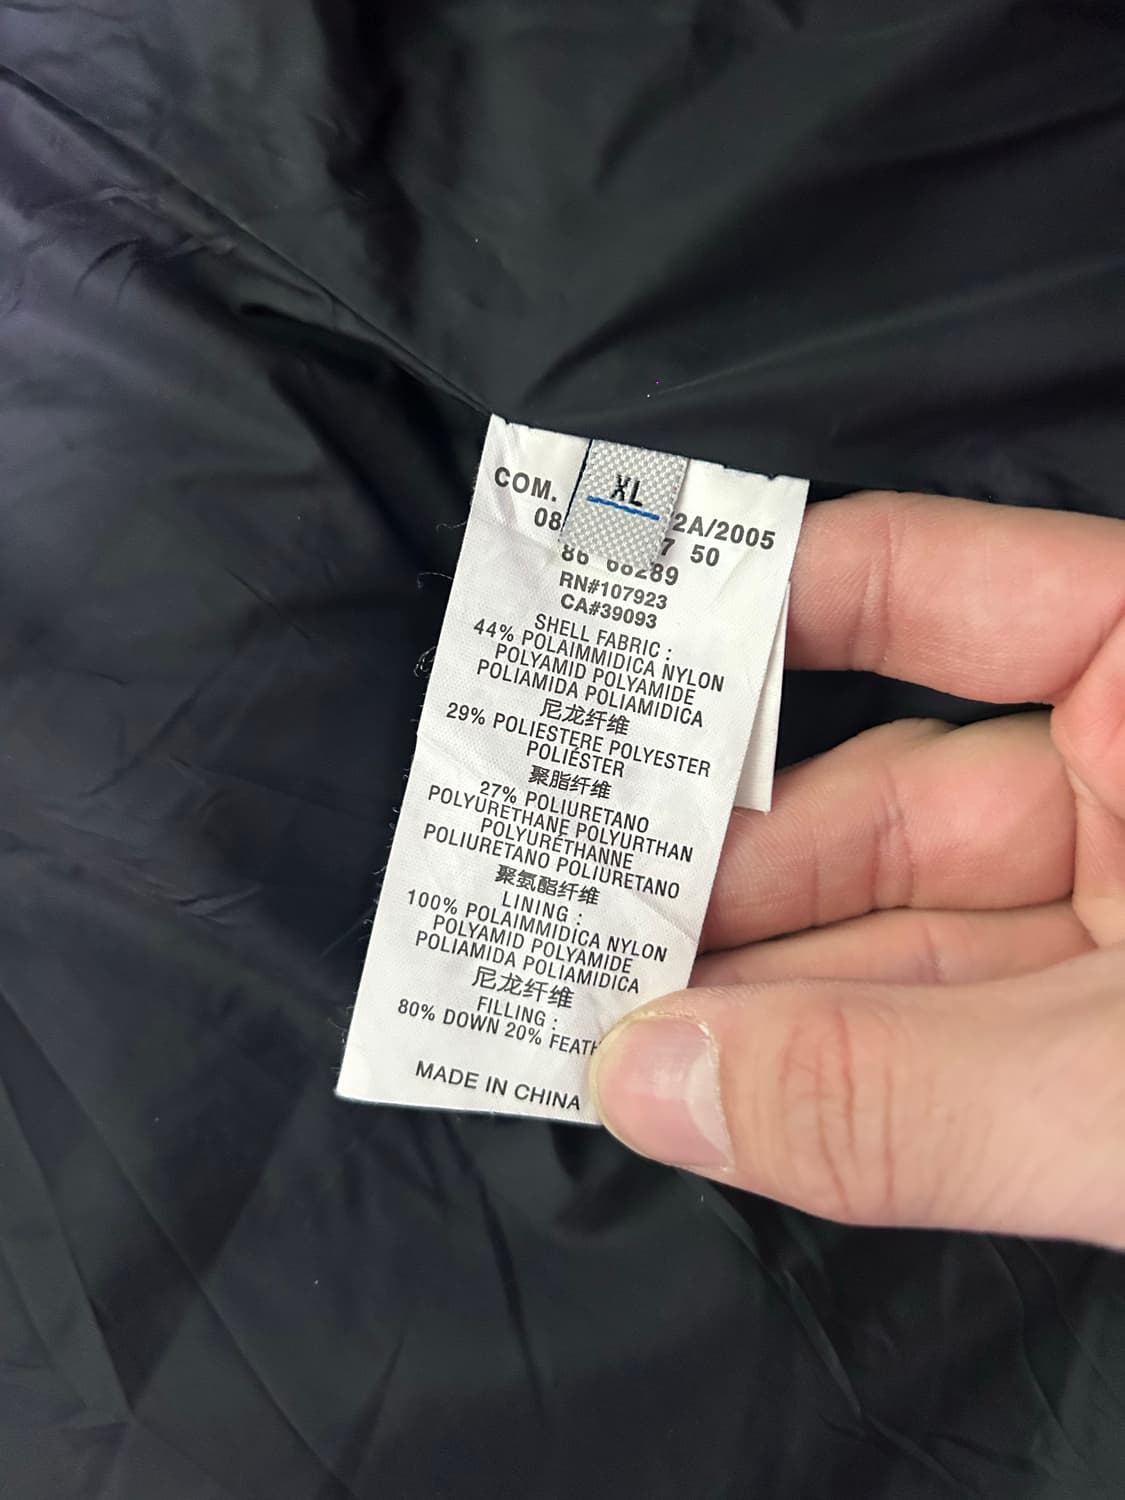 XL
COM. 2A/2005
08 7 50
86 68289
RN#107923
CA#39093
SHELL FABRIC :
44% POLAIMMIDICA NYLON
POLYAMID POLYAMIDE
POLIAMIDA POLIAMIDICA
尼龙纤维
29% POLIESTERE POLYESTER
POLIÉSTER
聚脂纤维
27% POLIURETANO
POLYURETHANE POLYURTHAN
POLYURÉTHANNE
POLIURETANO POLIURETANO
聚氨酯纤维
LINING :
100% POLAIMMIDICA NYLON
POLYAMID POLYAMIDE
POLIAMIDA POLIAMIDICA
尼龙纤维
FILLING :
80% DOWN 20% FEATH
MADE IN CHINA